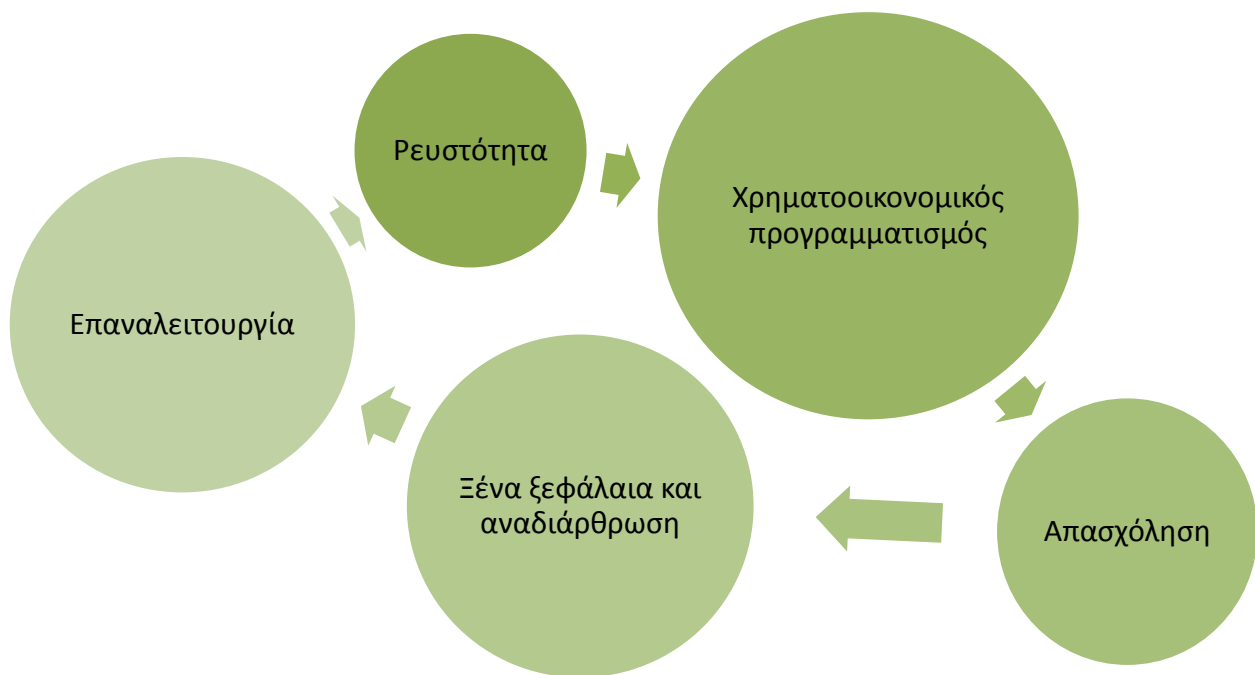 Ρευστότητα
Χρηματοοικονομικός
προγραμματισμός
Απασχόληση
Ξένα ξεφάλαια και
αναδιάρθρωση
Επαναλειτουργία